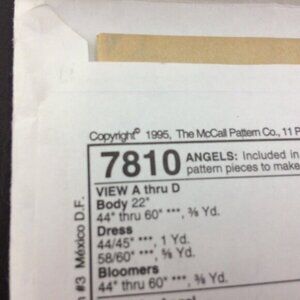 Copyright© 1995, The McCall Pattern Co., 11 P
7810 ANGELS: Included in
pattern pieces to make
VIEW A thru D
Body 22"
44" thru 60" ***, ⅜ Yd.
Dress
44/45" ***, 1 Yd.
58/60" ***, ⅝ Yd.
Bloomers
44" thru 60" ***, ⅜ Yd.
#3 México D.F.